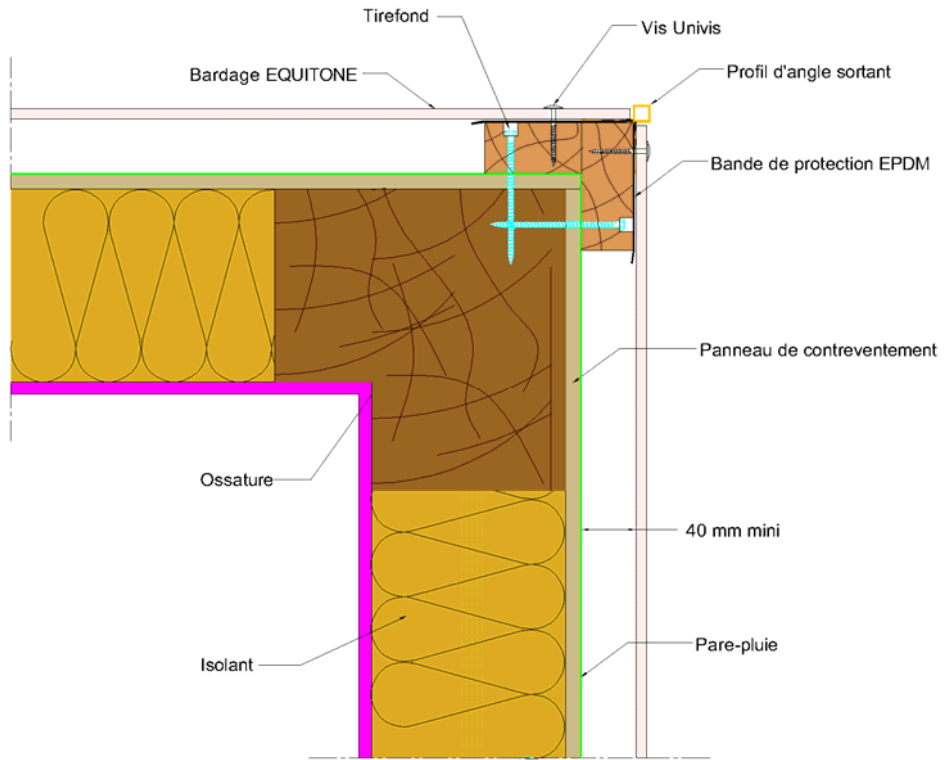 Tirefond
Vis Univis
Bardage EQUITONE
Profil d'angle sortant
Bande de protection EPDM
Panneau de contreventement
Ossature
40 mm mini
Isolant
Pare-pluie